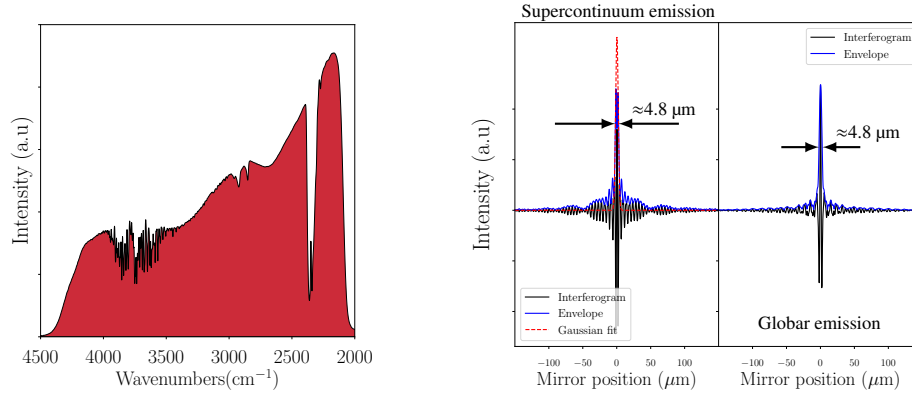 Intensity (a.u)
4500 4000 3500 3000 2500 2000
Wavenumbers(cm⁻¹)
Supercontinuum emission
Intensity (a.u)
≈4.8 μm
Interferogram
Envelope
Gaussian fit
−100 −50 0 50 100
Mirror position (μm)
Interferogram
Envelope
≈4.8 μm
Globar emission
−100 −50 0 50 100
Mirror position (μm)